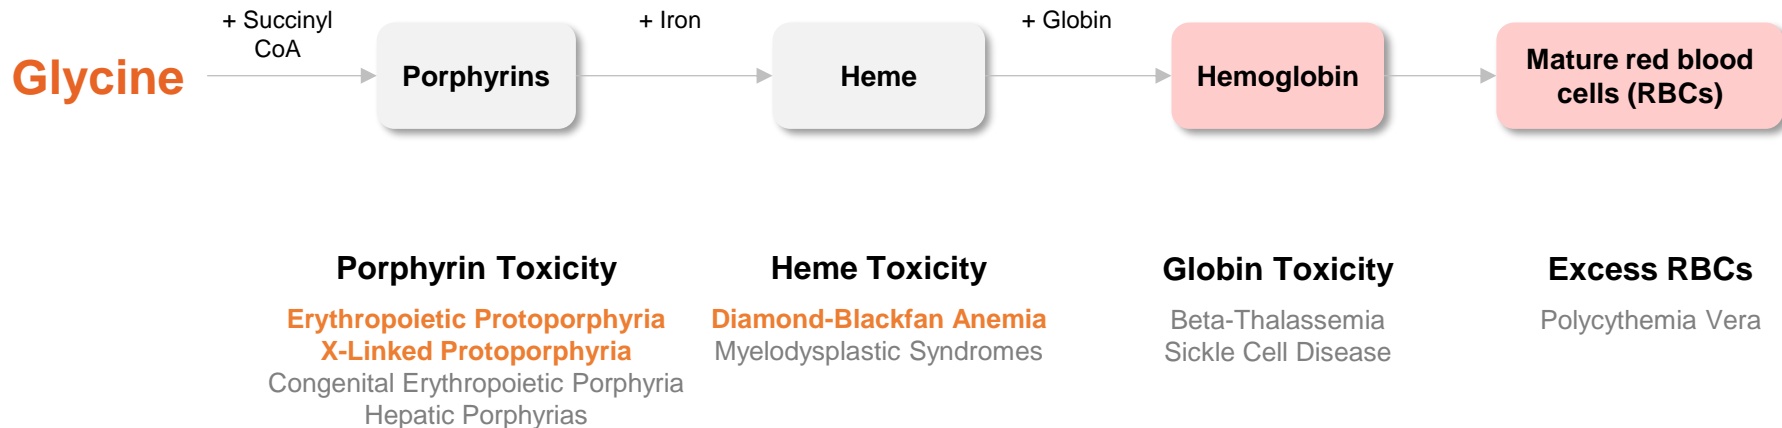 + Succinyl
CoA
+ Iron
+ Globin
Glycine
Porphyrins
Heme
Hemoglobin
Mature red blood
cells (RBCs)
Porphyrin Toxicity
Erythropoietic Protoporphyria
X-Linked Protoporphyria
Congenital Erythropoietic Porphyria
Hepatic Porphyrias
Heme Toxicity
Diamond-Blackfan Anemia
Myelodysplastic Syndromes
Globin Toxicity
Beta-Thalassemia
Sickle Cell Disease
Excess RBCs
Polycythemia Vera